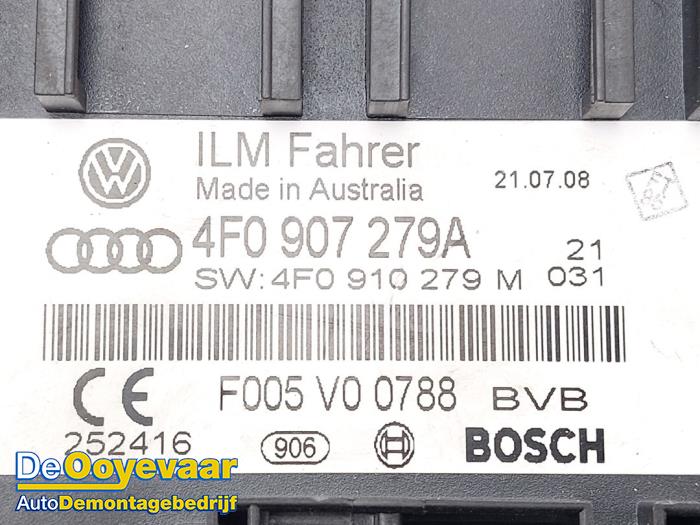 ILM Fahrer
Made in Australia
21.07.08
4F0 907 279A
21
SW:4F0 910 279 M
031
CE
F005 V0 0788
BVB
252416
906
BOSCH
DeOoyevaar
AutoDemontagebedrijf